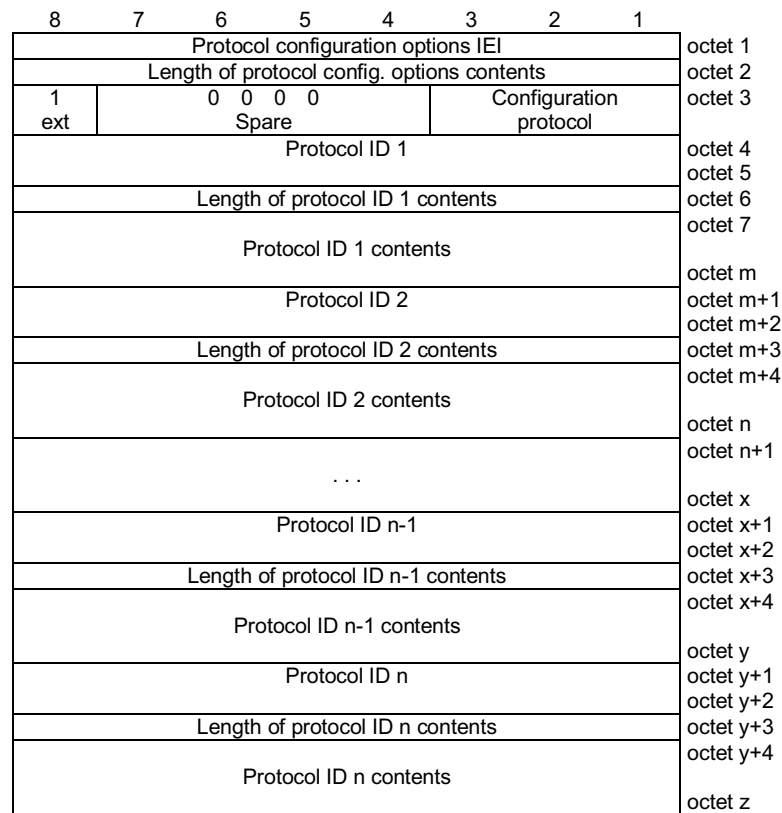 8 7 6 5 4 3 2 1
Protocol configuration options IEI octet 1
Length of protocol config. options contents octet 2
1 0 0 0 0 Configuration octet 3
ext Spare protocol
Protocol ID 1 octet 4
octet 5
Length of protocol ID 1 contents octet 6
octet 7
Protocol ID 1 contents
octet m
Protocol ID 2 octet m+1
octet m+2
Length of protocol ID 2 contents octet m+3
octet m+4
Protocol ID 2 contents
octet n
octet n+1
. . .
octet x
Protocol ID n-1 octet x+1
octet x+2
Length of protocol ID n-1 contents octet x+3
octet x+4
Protocol ID n-1 contents
octet y
Protocol ID n octet y+1
octet y+2
Length of protocol ID n contents octet y+3
octet y+4
Protocol ID n contents
octet z